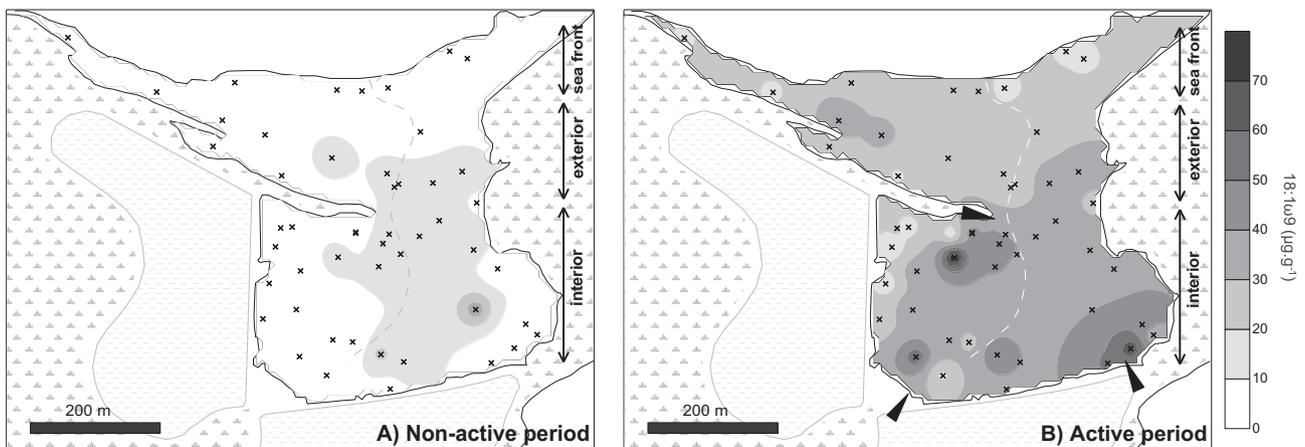 sea front
exterior
interior
200 m
A) Non-active period
sea front
exterior
interior
200 m
B) Active period
70
60
50
40
30
20
10
0
18:1ω9 (µg.g⁻¹)